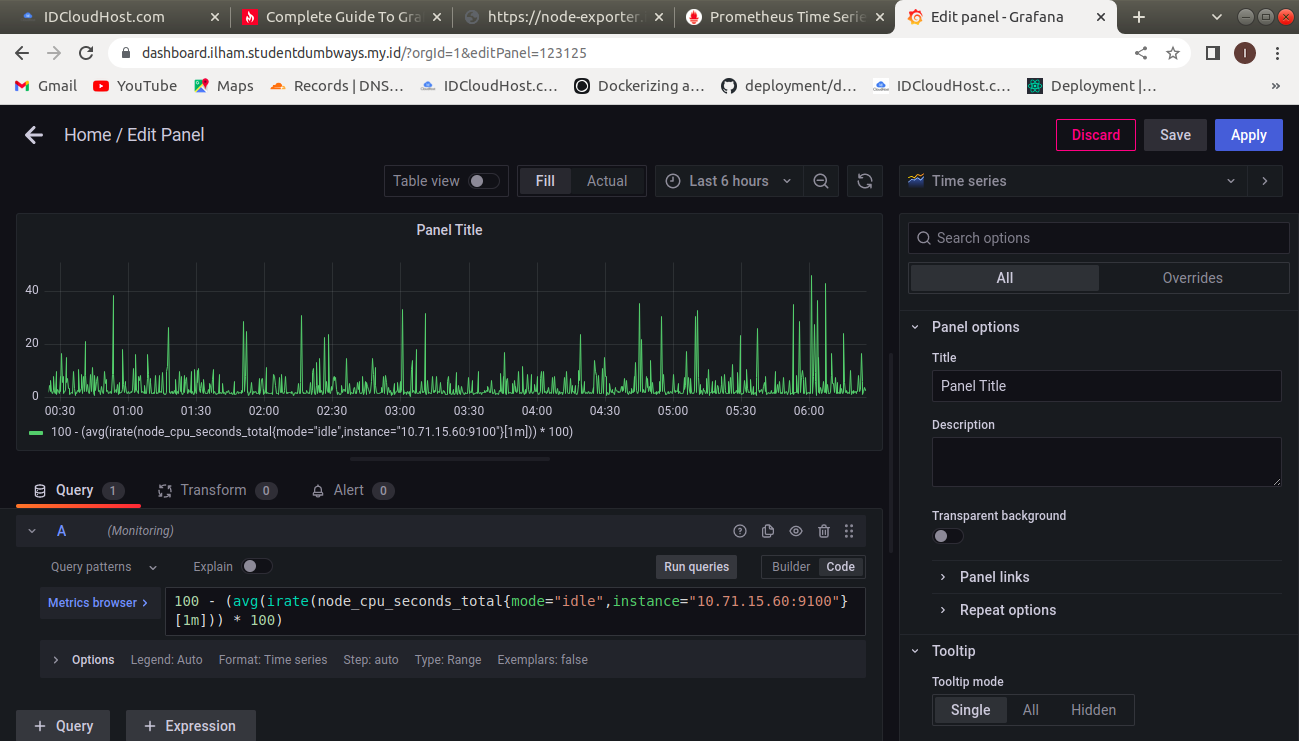 IDCloudHost.com
Complete Guide To Gra
https://node-exporter.
Prometheus Time Serie
Edit panel - Grafana
dashboard.ilham.studentdumbways.my.id/?orgId=1&editPanel=123125
I
Gmail
YouTube
Maps
Records | DNS...
IDCloudHost.c...
Dockerizing a...
deployment/d...
IDCloudHost.c...
Deployment |...
»
Home / Edit Panel
Discard
Save
Apply
Table view
Fill
Actual
Last 6 hours
Time series
Panel Title
40
20
0
00:30 01:00 01:30 02:00 02:30 03:00 03:30 04:00 04:30 05:00 05:30 06:00
100 - (avg(irate(node_cpu_seconds_total{mode="idle",instance="10.71.15.60:9100"}[1m])) * 100)
Query 1
Transform 0
Alert 0
A (Monitoring)
Query patterns
Explain
Run queries
Builder
Code
Metrics browser >
100 - (avg(irate(node_cpu_seconds_total{mode="idle",instance="10.71.15.60:9100"}
[1m])) * 100)
Options Legend: Auto Format: Time series Step: auto Type: Range Exemplars: false
+ Query
+ Expression
Search options
All
Overrides
Panel options
Title
Panel Title
Description
Transparent background
Panel links
Repeat options
Tooltip
Tooltip mode
Single
All
Hidden